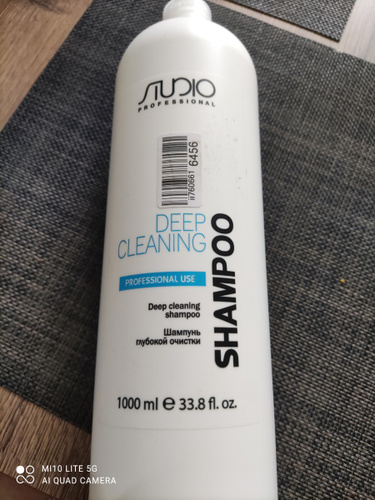 STUDIO
PROFESSIONAL
ii760661
6456
DEEP
CLEANING
PROFESSIONAL USE
Deep cleaning
shampoo
Шампунь
глубокой очистки
SHAMPOO
1000 ml e 33.8 fl. oz.
MI10 LITE 5G
AI QUAD CAMERA